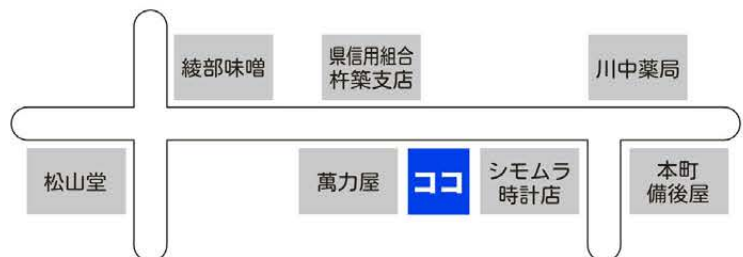 綾部味噌
県信用組合
杵築支店
川中薬局
松山堂
萬力屋
ココ
シモムラ
時計店
本町
備後屋